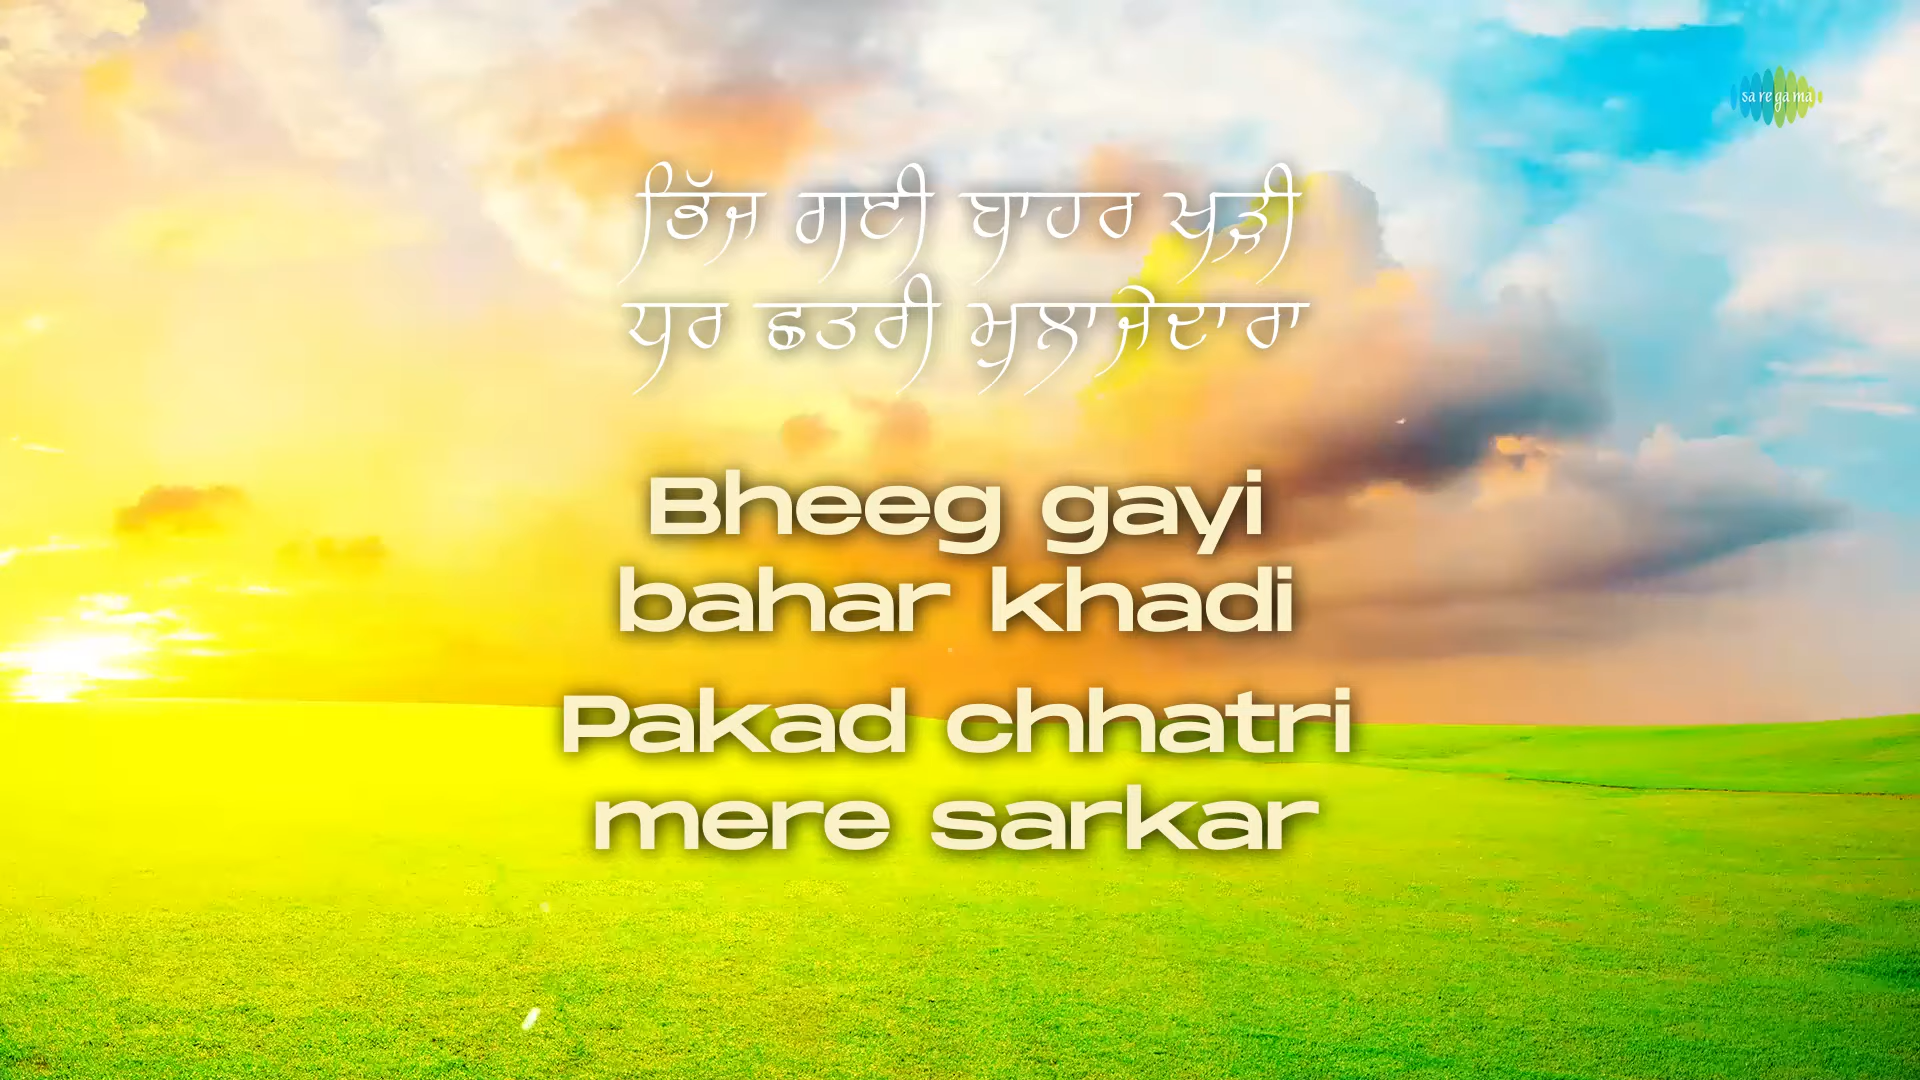 saregama
ਭਿੱਜ ਗਈ ਬਾਹਰ ਖੜੀ
ਧਰ ਛਤਰੀ ਮੁਲਾਜੇਦਾਰਾ
Bheeg gayi
bahar khadi
Pakad chhatri
mere sarkar